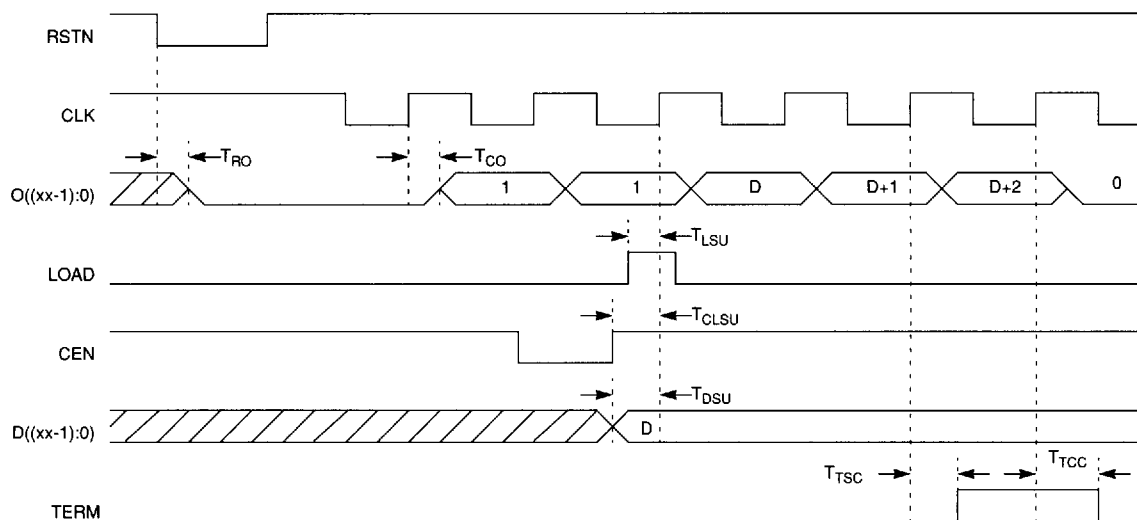 RSTN
CLK
T_RO T_CO
O((xx-1):0) 1 1 D D+1 D+2 0
T_LSU
LOAD
T_CLSU
CEN
T_DSU
D((xx-1):0) D
T_TSC T_TCC
TERM